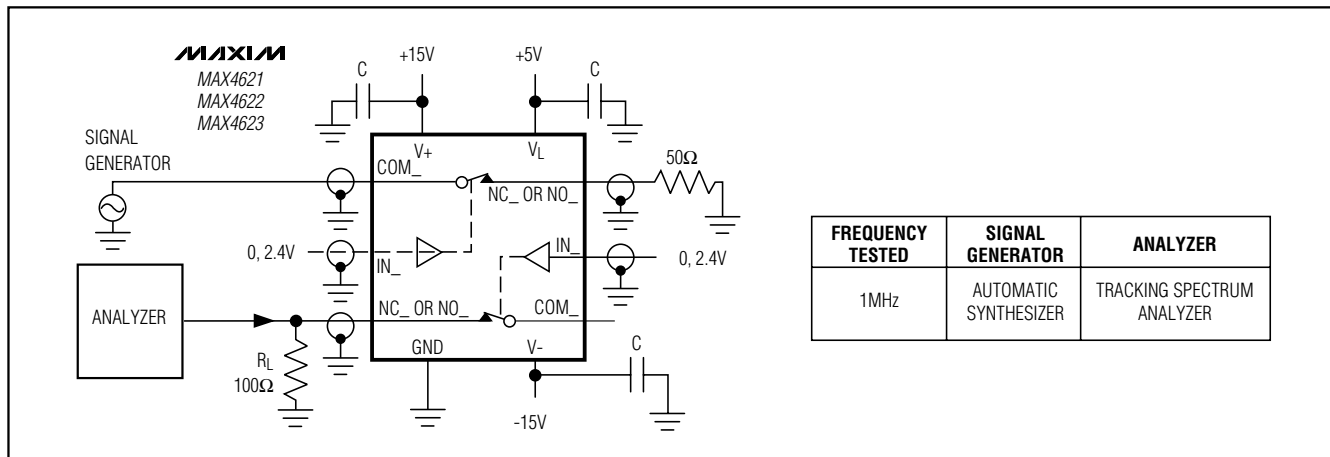 MAXIM
MAX4621
MAX4622
MAX4623
+15V
+5V
C
C
SIGNAL
GENERATOR
V+
VL
50Ω
COM_
NC_ OR NO_
0, 2.4V
IN_
IN_
0, 2.4V
ANALYZER
NC_ OR NO_
COM_
RL
100Ω
GND
V-
C
-15V
FREQUENCY
TESTED
SIGNAL
GENERATOR
ANALYZER
1MHz
AUTOMATIC
SYNTHESIZER
TRACKING SPECTRUM
ANALYZER